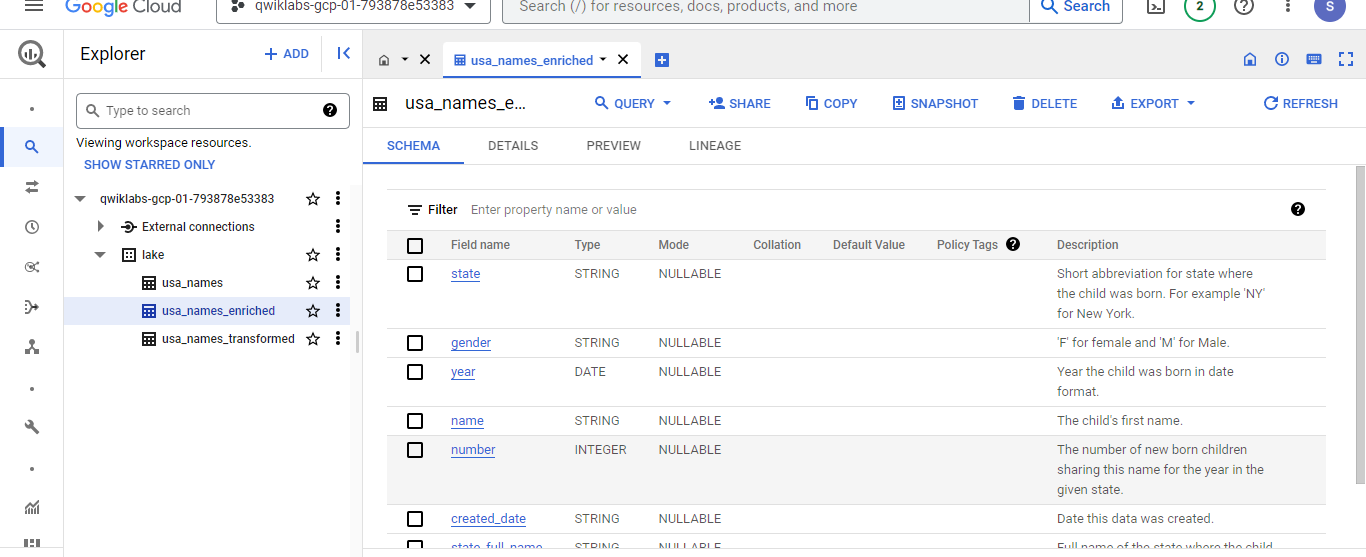 Google Cloud
qwiklabs-gcp-01-793878e53383
Search (/) for resources, docs, products, and more
Search
2
S
Explorer
+ ADD
usa_names_enriched
Type to search
Viewing workspace resources.
SHOW STARRED ONLY
qwiklabs-gcp-01-793878e53383
External connections
lake
usa_names
usa_names_enriched
usa_names_transformed
usa_names_e...
QUERY
SHARE
COPY
SNAPSHOT
DELETE
EXPORT
REFRESH
SCHEMA
DETAILS
PREVIEW
LINEAGE
Filter Enter property name or value
Field name Type Mode Collation Default Value Policy Tags Description
state STRING NULLABLE Short abbreviation for state where
the child was born. For example 'NY'
for New York.
gender STRING NULLABLE 'F' for female and 'M' for Male.
year DATE NULLABLE Year the child was born in date
format.
name STRING NULLABLE The child's first name.
number INTEGER NULLABLE The number of new born children
sharing this name for the year in the
given state.
created_date STRING NULLABLE Date this data was created.
state_full_name STRING NULLABLE Full name of the state where the child